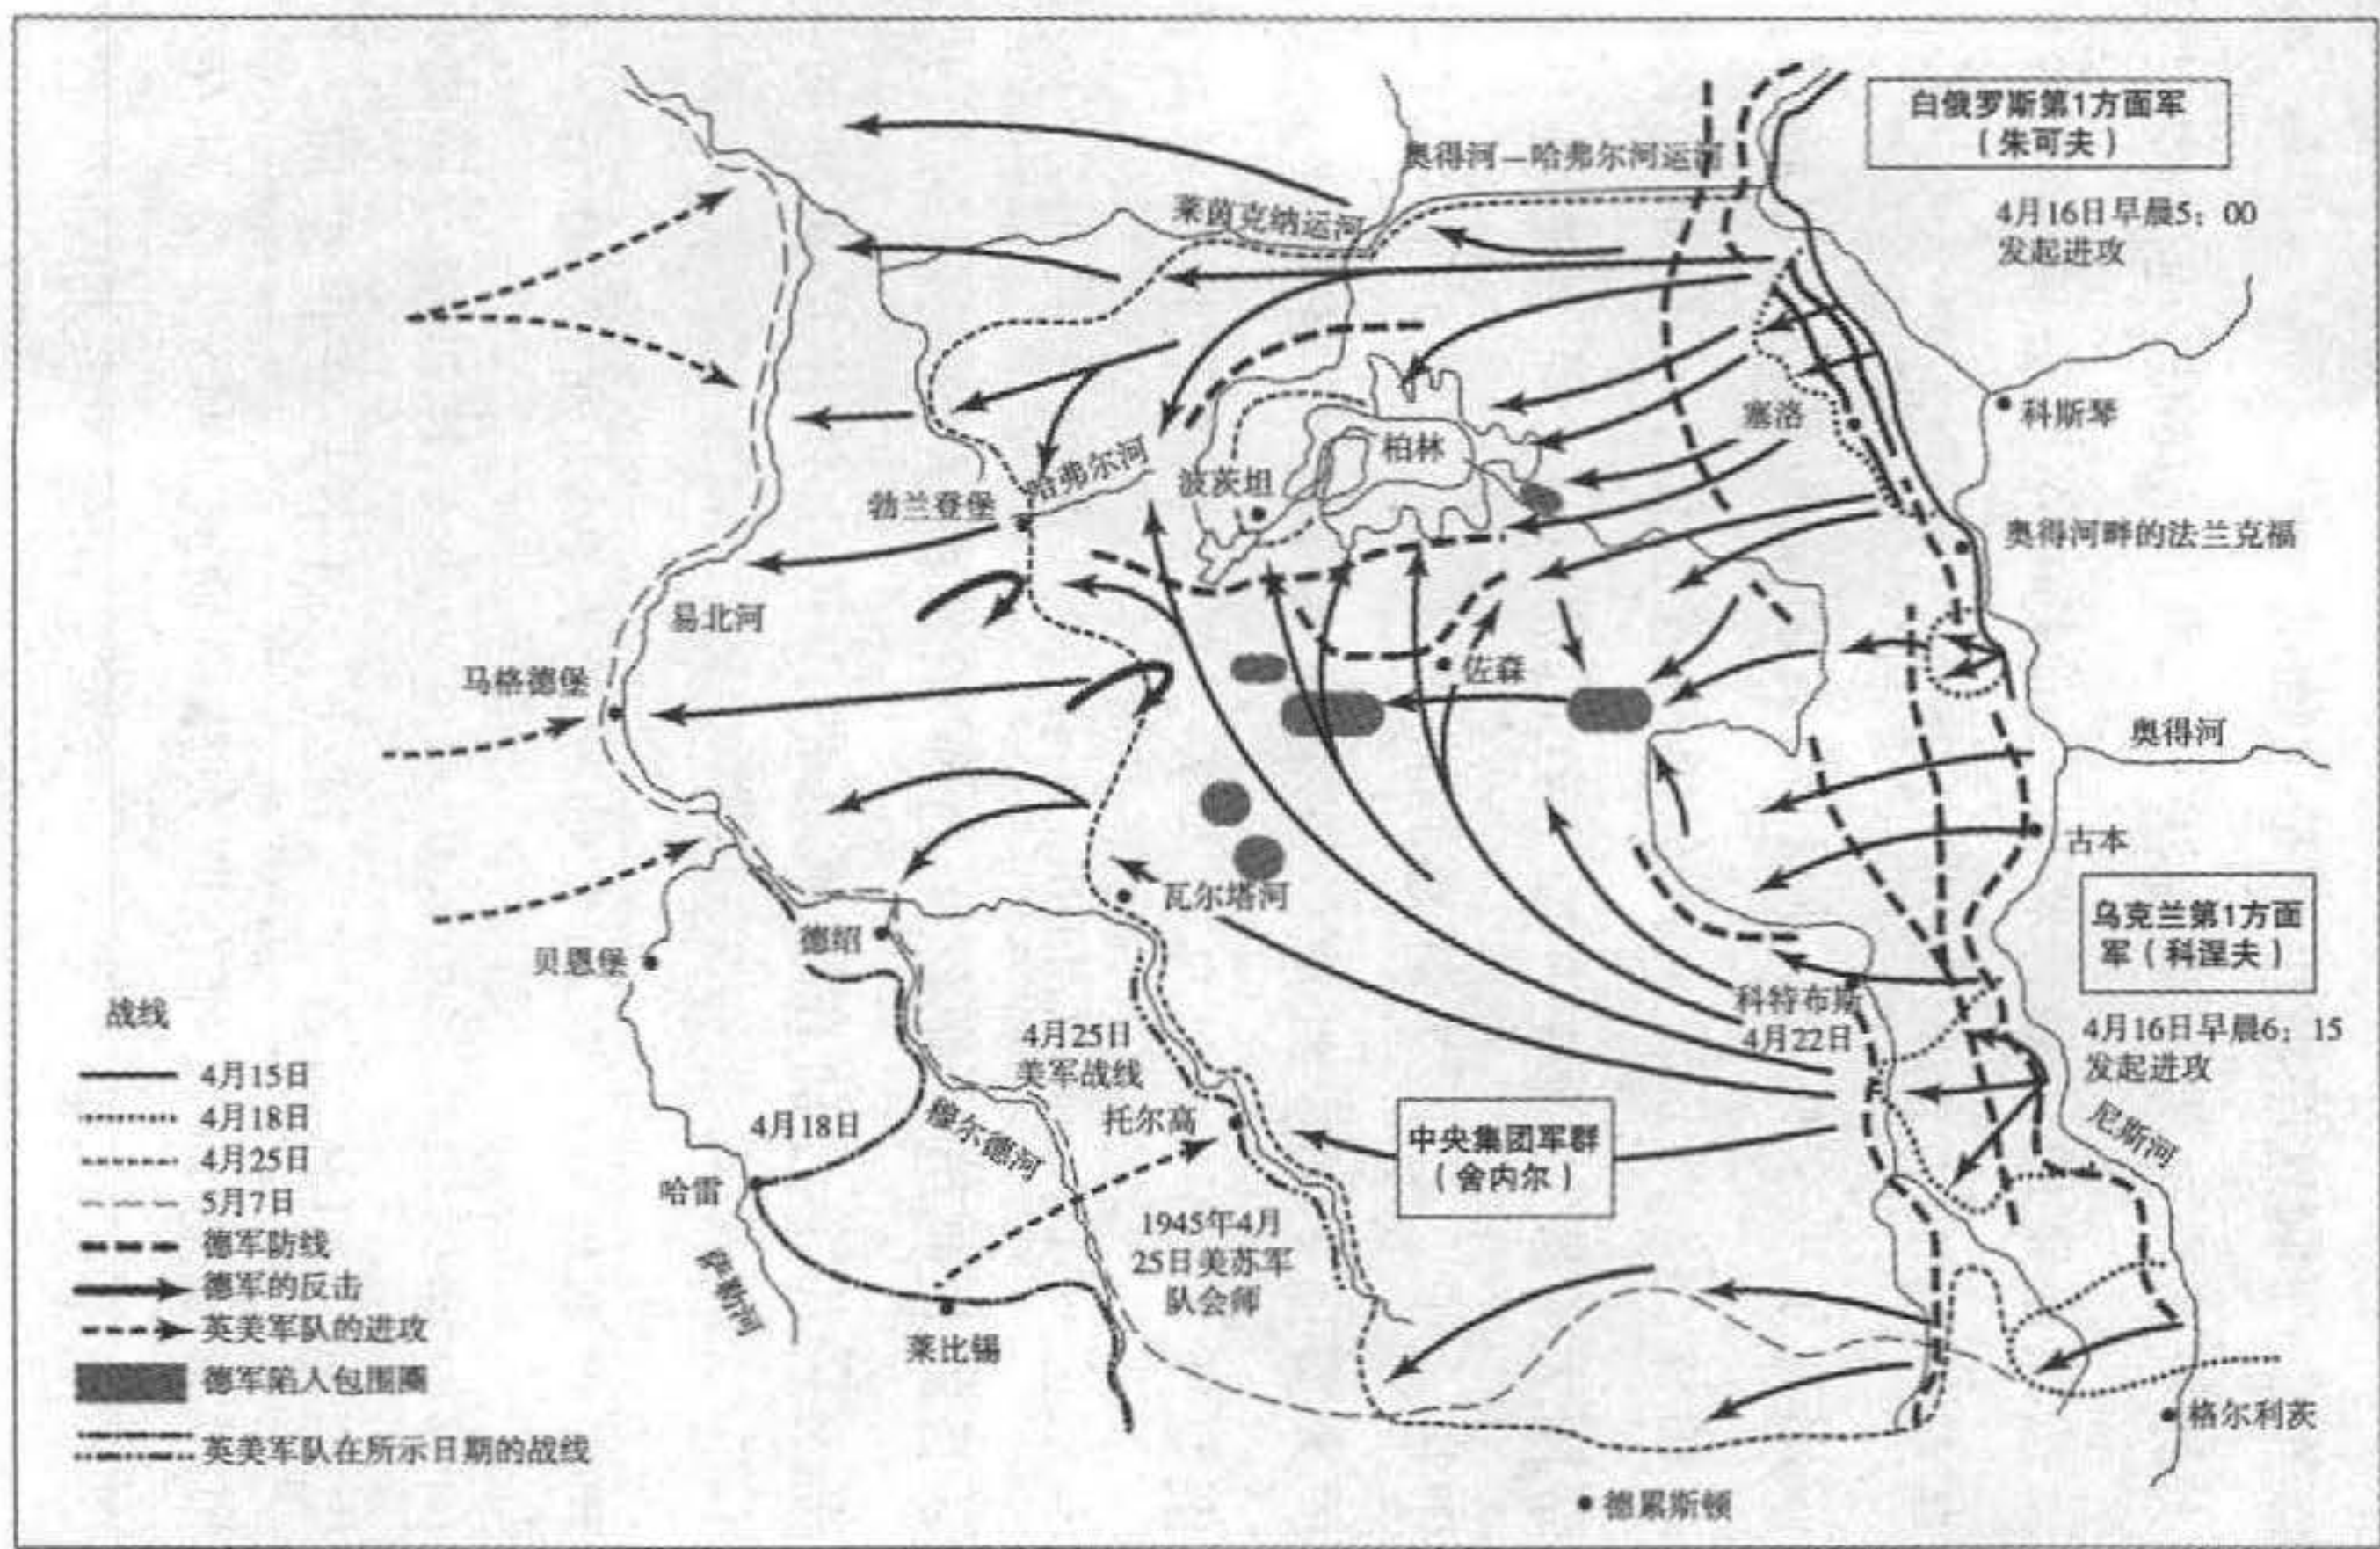 白俄罗斯第1方面军
（朱可夫）
奥得河—哈弗尔河运河
4月16日早晨5：00
发起进攻
莱茵克纳运河
科斯琴
塞洛
柏林
哈弗尔河
波茨坦
勃兰登堡
奥得河畔的法兰克福
易北河
马格德堡
佐森
奥得河
古本
瓦尔塔河
乌克兰第1方面
军（科涅夫）
德绍
贝恩堡
科特布斯
4月22日
4月16日早晨6：15
发起进攻
战线
4月15日
4月18日
4月25日
5月7日
德军防线
德军的反击
英美军队的进攻
德军陷入包围圈
英美军队在所示日期的战线
4月25日
美军战线
4月18日
穆尔德河
托尔高
中央集团军群
（舍内尔）
尼斯河
哈雷
萨勒河
1945年4月
25日美苏军
队会师
莱比锡
格尔利茨
德累斯顿